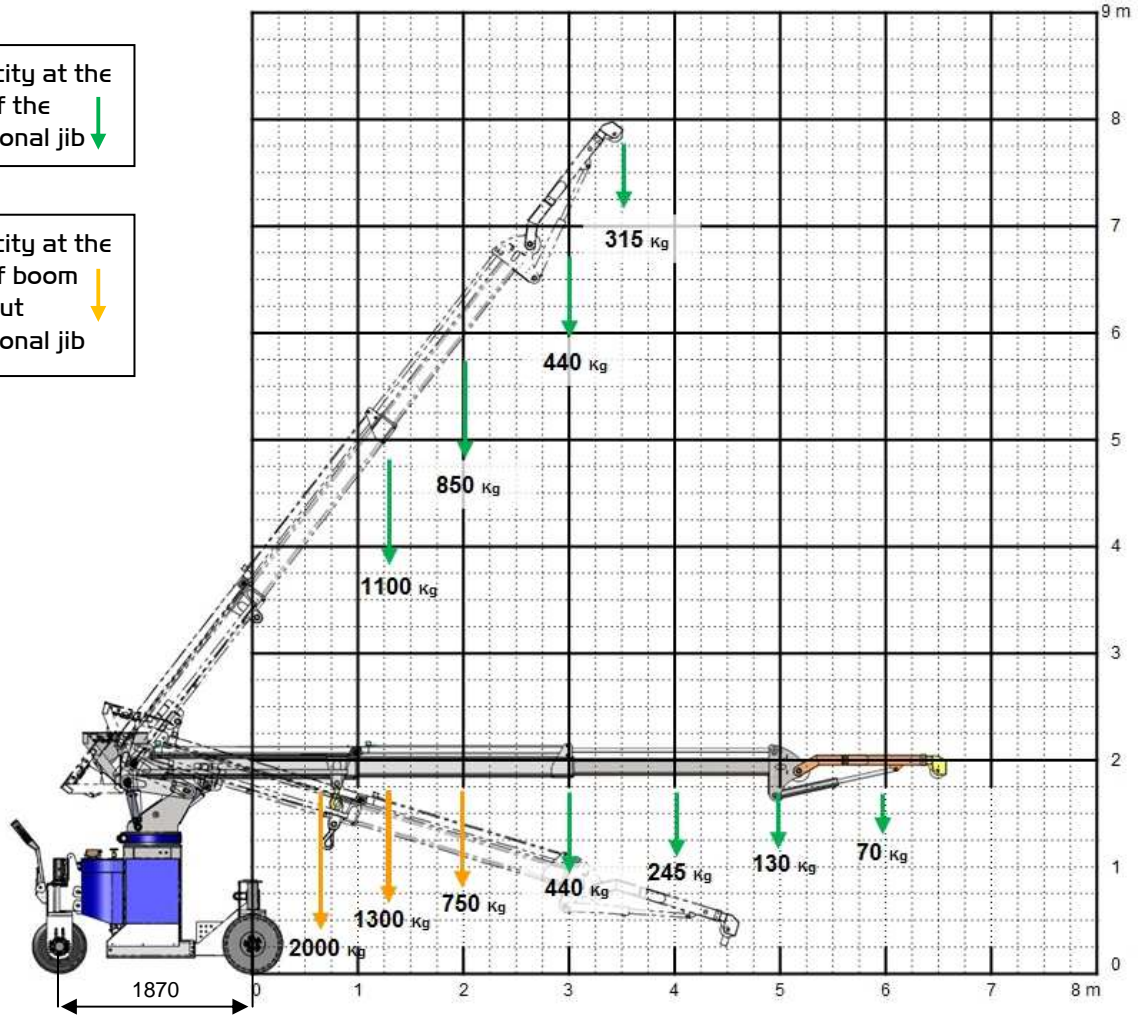 city at the
f the
onal jib
city at the
f boom
ut
onal jib
9 m
8
7
6
5
4
3
2
1
0
315 Kg
440 Kg
850 Kg
1100 Kg
440 Kg
245 Kg
130 Kg
70 Kg
750 Kg
1300 Kg
2000 Kg
1870
0 1 2 3 4 5 6 7 8 m